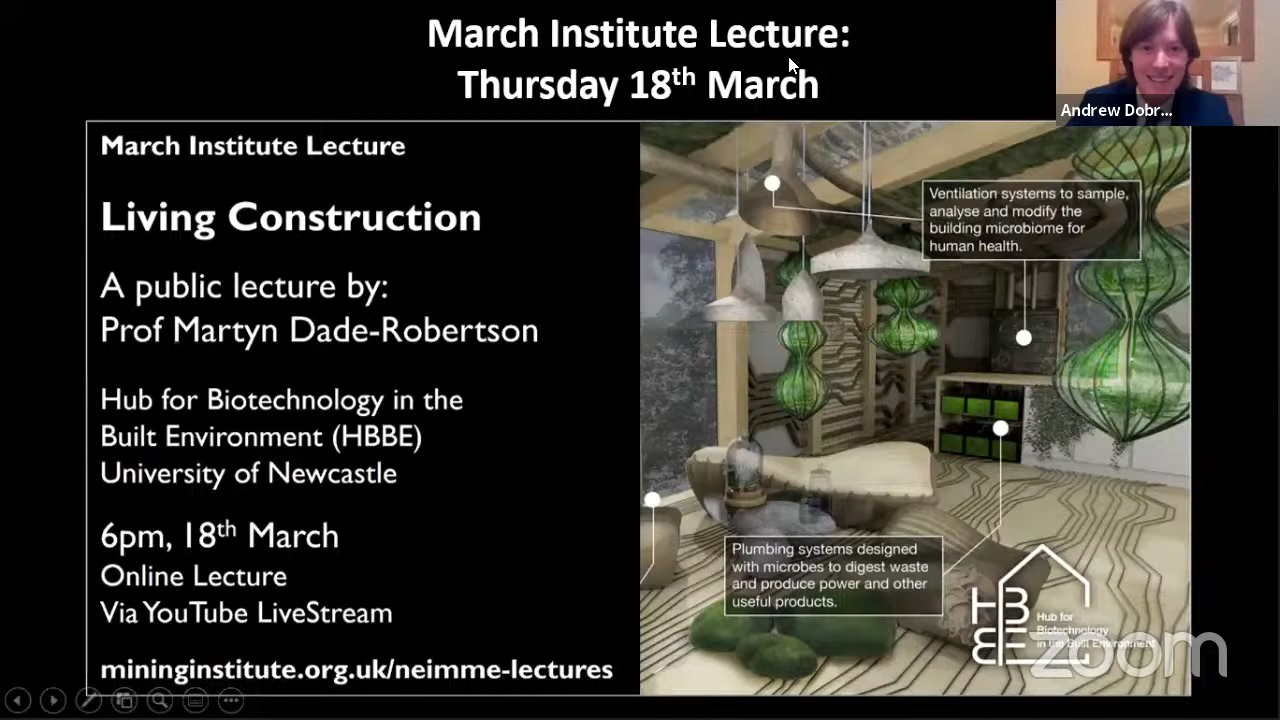 March Institute Lecture:
Thursday 18th March
Andrew Dobr...
March Institute Lecture
Living Construction
A public lecture by:
Prof Martyn Dade-Robertson
Hub for Biotechnology in the
Built Environment (HBBE)
University of Newcastle
6pm, 18th March
Online Lecture
Via YouTube LiveStream
mininginstitute.org.uk/neimme-lectures
Ventilation systems to sample,
analyse and modify the
building microbiome for
human health.
Plumbing systems designed
with microbes to digest waste
and produce power and other
useful products.
HBBE
Hub for
Biotechnology
in the Built Environment
zoom